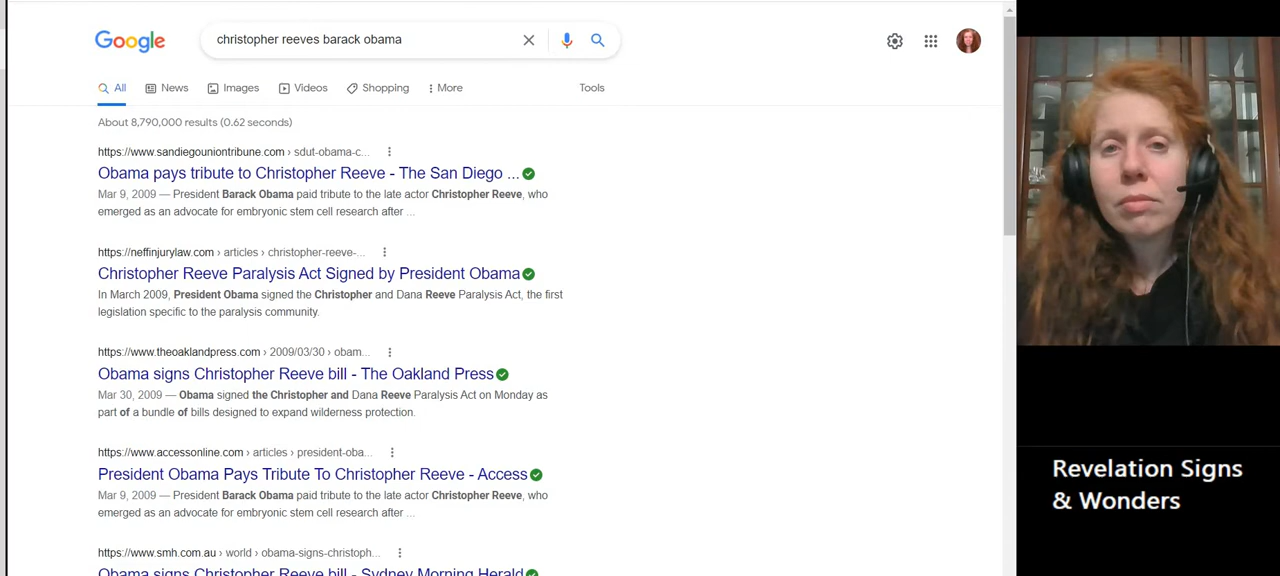 Google
christopher reeves barack obama
All
News
Images
Videos
Shopping
More
Tools
About 8,790,000 results (0.62 seconds)
https://www.sandiegouniontribune.com › sdut-obama-c...
Obama pays tribute to Christopher Reeve - The San Diego ...
Mar 9, 2009 — President Barack Obama paid tribute to the late actor Christopher Reeve, who
emerged as an advocate for embryonic stem cell research after ...
https://neffinjurylaw.com › articles › christopher-reeve-...
Christopher Reeve Paralysis Act Signed by President Obama
In March 2009, President Obama signed the Christopher and Dana Reeve Paralysis Act, the first
legislation specific to the paralysis community.
https://www.theoaklandpress.com › 2009/03/30 › obam...
Obama signs Christopher Reeve bill - The Oakland Press
Mar 30, 2009 — Obama signed the Christopher and Dana Reeve Paralysis Act on Monday as
part of a bundle of bills designed to expand wilderness protection.
https://www.accessonline.com › articles › president-oba...
President Obama Pays Tribute To Christopher Reeve - Access
Mar 9, 2009 — President Barack Obama paid tribute to the late actor Christopher Reeve, who
emerged as an advocate for embryonic stem cell research after ...
https://www.smh.com.au › world › obama-signs-christoph...
Obama signs Christopher Reeve bill - Sydney Morning Herald
Revelation Signs
& Wonders